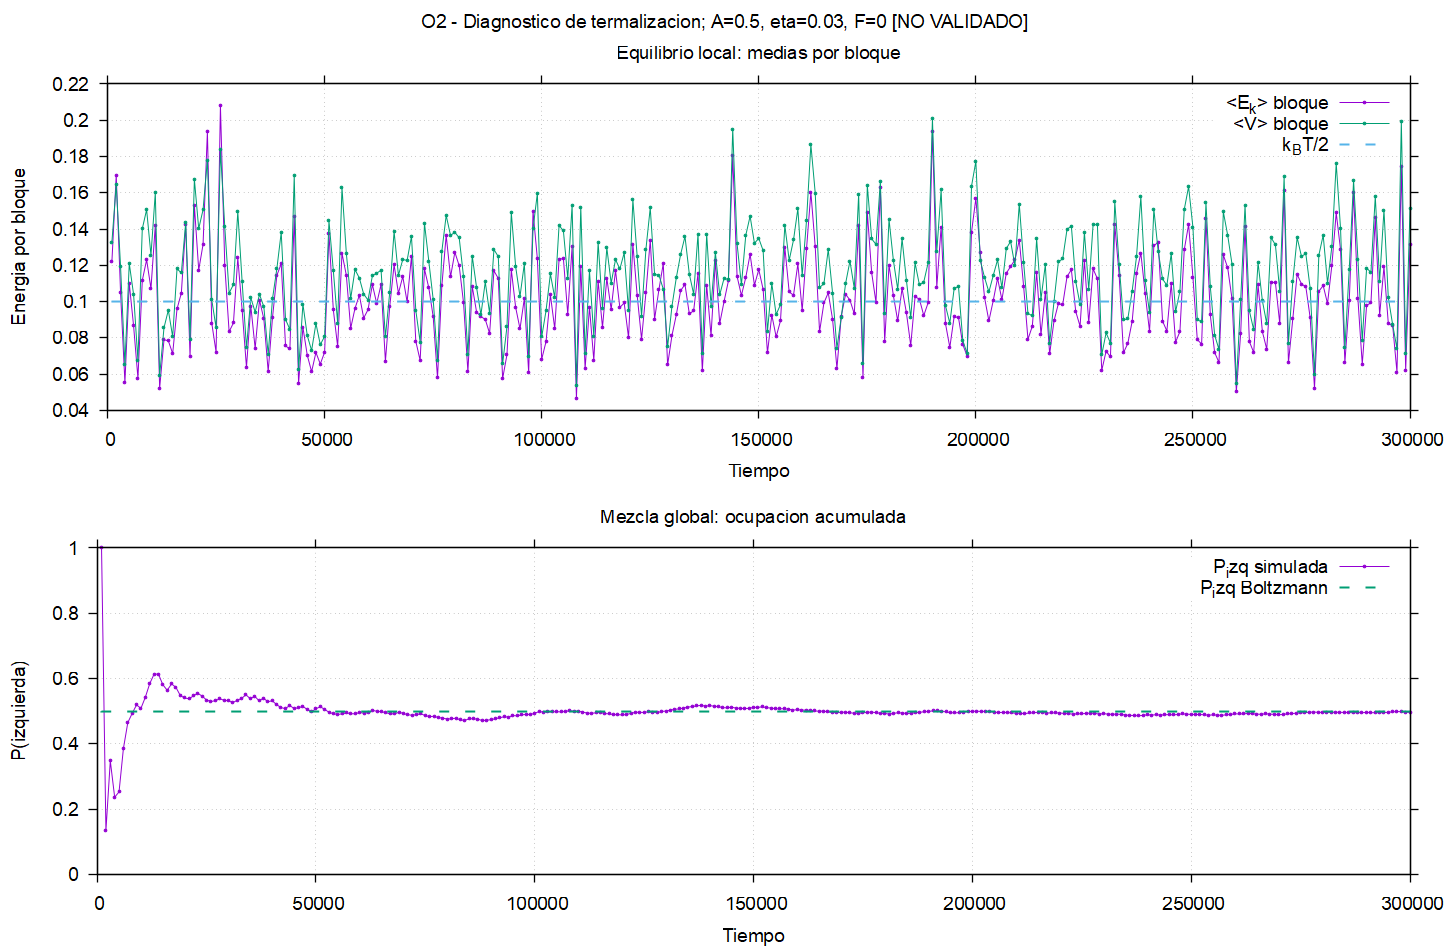 O2 - Diagnostico de termalizacion; A=0.5, eta=0.03, F=0 [NO VALIDADO]
Equilibrio local: medias por bloque
0.22
0.2
0.18
0.16
0.14
0.12
0.1
0.08
0.06
0.04
Energia por bloque
<Ek> bloque
<V> bloque
kBT/2
0 50000 100000 150000 200000 250000 300000
Tiempo
Mezcla global: ocupacion acumulada
1
0.8
0.6
0.4
0.2
0
P(izquierda)
Pizq simulada
Pizq Boltzmann
0 50000 100000 150000 200000 250000 300000
Tiempo